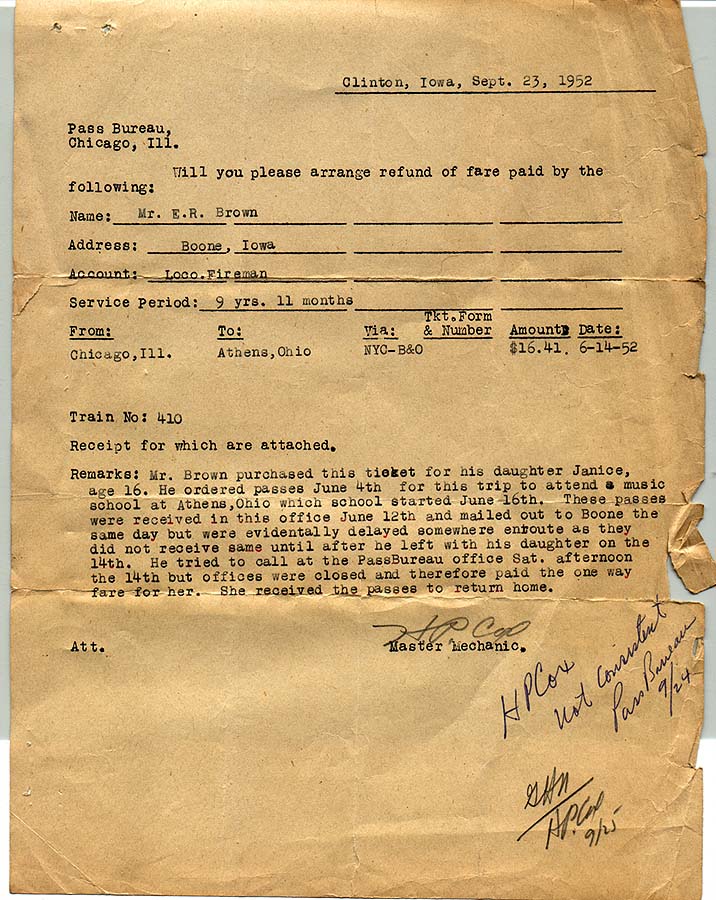 Clinton, Iowa, Sept. 23, 1952
Pass Bureau,
Chicago, Ill.
Will you please arrange refund of fare paid by the
following:
Name: Mr. E.R. Brown
Address: Boone, Iowa
Account: Loco.Fireman
Service Period: 9 yrs. 11 months
Tkt.Form
From: To: Via: & Number Amount: Date:
Chicago,Ill. Athens,Ohio NYC-B&O $16.41. 6-14-52
Train No: 410
Receipt for which are attached.
Remarks: Mr. Brown purchased this ticket for his daughter Janice,
age 16. He ordered passes June 4th for this trip to attend a music
school at Athens,Ohio which school started June 16th. These passes
were received in this office June 12th and mailed out to Boone the
same day but were evidentally delayed somewhere enroute as they
did not receive same until after he left with his daughter on the
14th. He tried to call at the PassBureau office Sat. afternoon
the 14th but offices were closed and therefore paid the one way
fare for her. She received the passes to return home.
HP Cox
Att. Master Mechanic.
HPCox
Not Consistent
Pass Bureau
9/24
GHN
HP.Cox
9/25